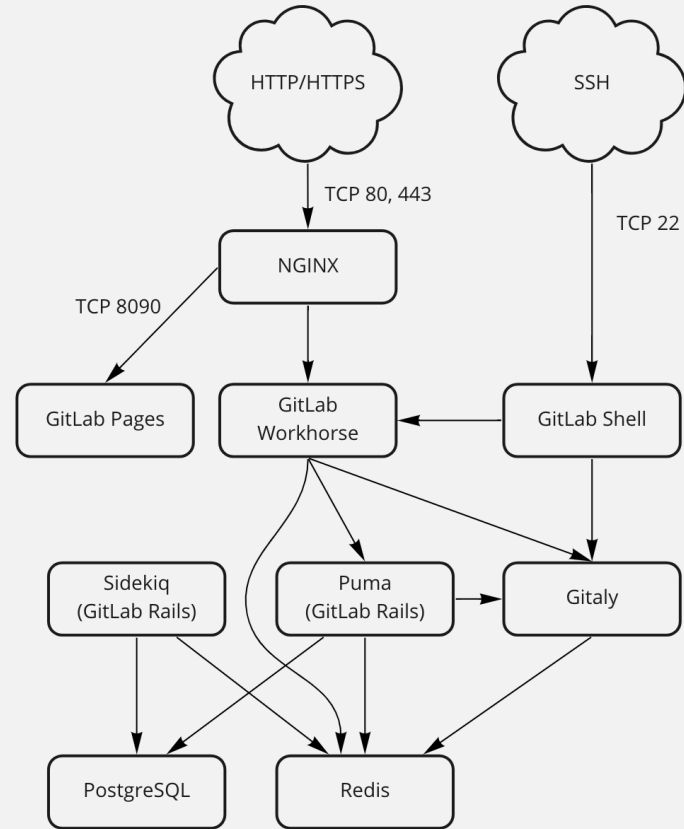 HTTP/HTTPS
SSH
TCP 80, 443
TCP 22
NGINX
TCP 8090
GitLab Pages
GitLab
Workhorse
GitLab Shell
Sidekiq
(GitLab Rails)
Puma
(GitLab Rails)
Gitaly
PostgreSQL
Redis